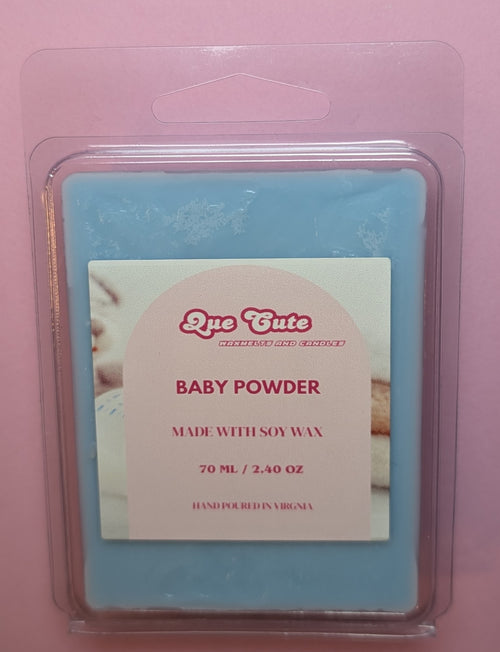 Que Cute
WAXMELTS AND CANDLES
BABY POWDER
MADE WITH SOY WAX
70 ML / 2.40 OZ
HAND POURED IN VIRGNIA